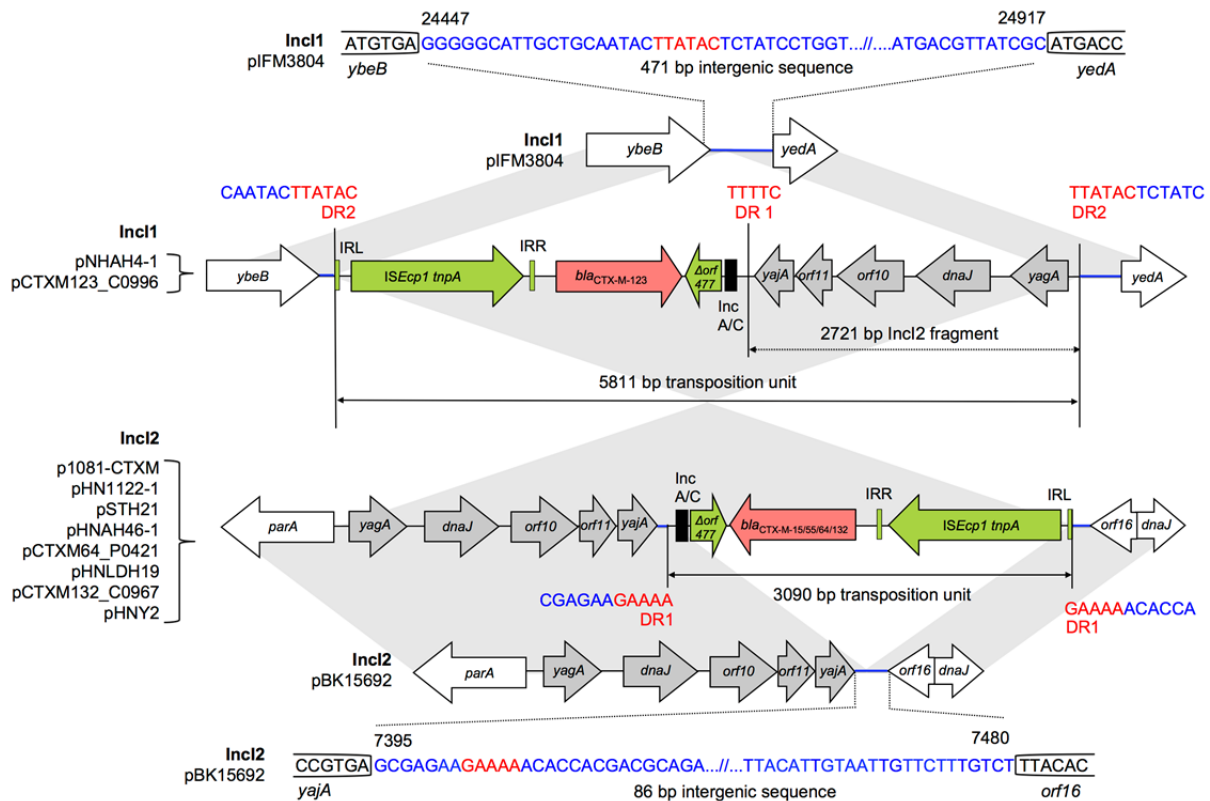 24447 24917
IncI1
pIFM3804
ATGTGA GGGGGCATTGCTGCAATACTTATACTCTATCCTGGT...//....ATGACGTTATCGC ATGACC
ybeB 471 bp intergenic sequence yedA
IncI1
pIFM3804
ybeB yedA
CAATACTTATAC TTTTC TTATACTCTATC
DR2 DR 1 DR2
IncI1
pNHAH4-1
pCTXM123_C0996
IRL IRR
ybeB ISEcp1 tnpA blaCTX-M-123 Δorf 477 yajA orf11 orf10 dnaJ yagA yedA
Inc
A/C
2721 bp IncI2 fragment
5811 bp transposition unit
IncI2
p1081-CTXM
pHN1122-1
pSTH21
pHNAH46-1
pCTXM64_P0421
pHNLDH19
pCTXM132_C0967
pHNY2
Inc
A/C
IRR IRL
parA yagA dnaJ orf10 orf11 yajA Δorf 477 blaCTX-M-15/55/64/132 ISEcp1 tnpA orf16 dnaJ
3090 bp transposition unit
CGAGAAGAAAA GAAAAACACCA
DR1 DR1
IncI2
pBK15692
parA yagA dnaJ orf10 orf11 yajA orf16 dnaJ
7395 7480
IncI2
pBK15692
CCGTGA GCGAGAAGAAAAACACCACGACGCAGA...//...TTACATTGTAATTGTTCTTTGTCT TTACAC
yajA 86 bp intergenic sequence orf16